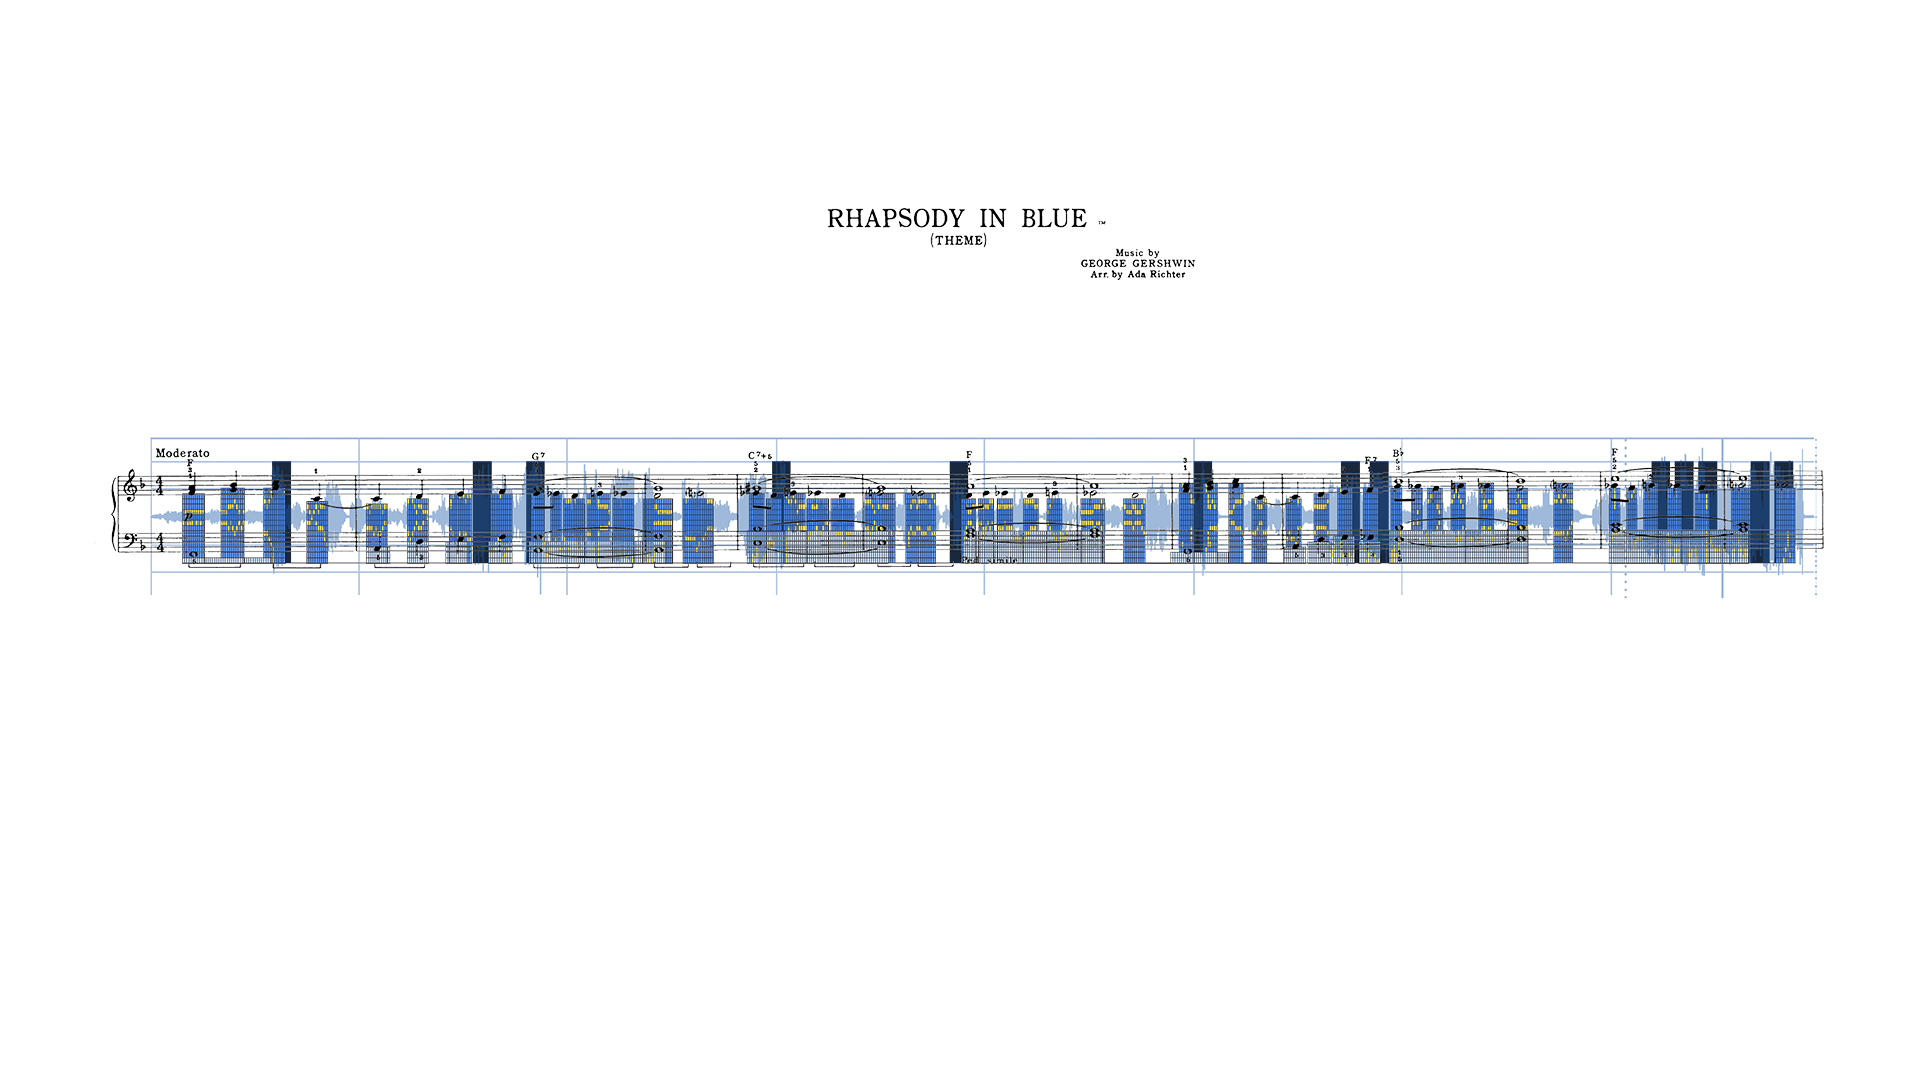 RHAPSODY IN BLUE ™
(THEME)
Music by
GEORGE GERSHWIN
Arr. by Ada Richter
Moderato
F G7 C7+5 F F7 B♭ F
p
Ped. simile